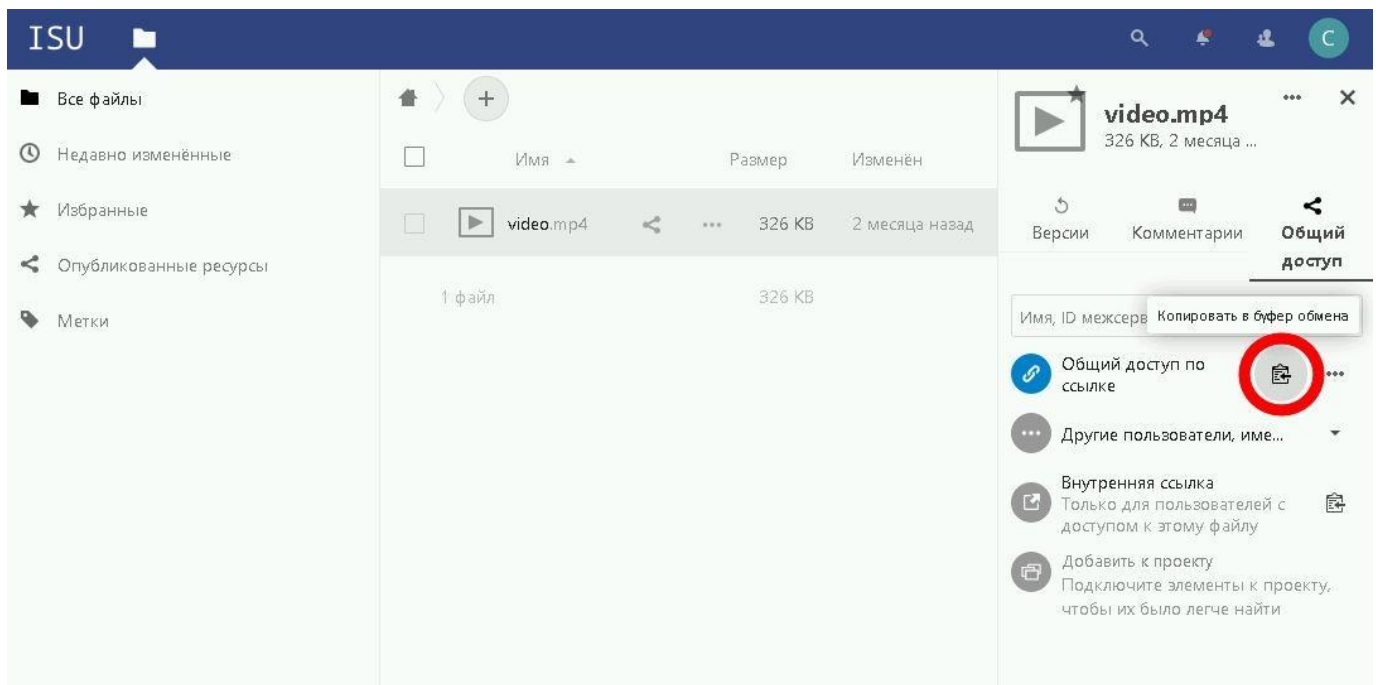 ISU
C
Все файлы
Недавно изменённые
Избранные
Опубликованные ресурсы
Метки
Имя Размер Изменён
video.mp4 326 KB 2 месяца назад
1 файл 326 KB
video.mp4
326 KB, 2 месяца ...
Версии
Комментарии
Общий
доступ
Имя, ID межсерв
Копировать в буфер обмена
Общий доступ по
ссылке
Другие пользователи, име...
Внутренняя ссылка
Только для пользователей с
доступом к этому файлу
Добавить к проекту
Подключите элементы к проекту,
чтобы их было легче найти